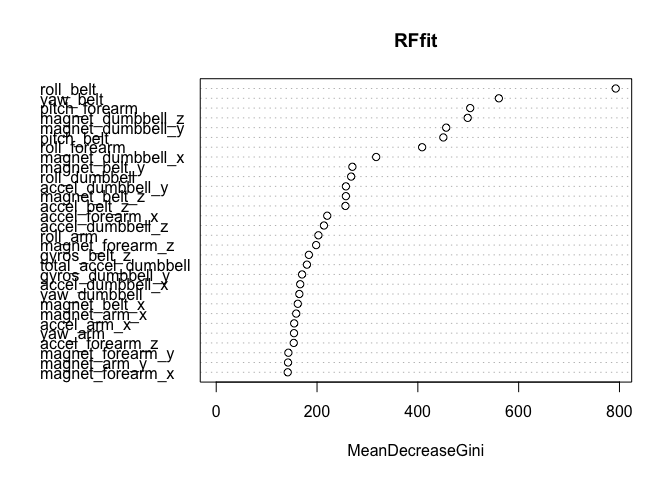 RFfit
roll_belt
yaw_belt
pitch_forearm
magnet_dumbbell_z
magnet_dumbbell_y
pitch_belt
roll_forearm
magnet_dumbbell_x
magnet_belt_y
roll_dumbbell
accel_dumbbell_y
magnet_belt_z
accel_belt_z
accel_forearm_x
accel_dumbbell_z
roll_arm
magnet_forearm_z
gyros_belt_z
total_accel_dumbbell
gyros_dumbbell_y
accel_dumbbell_x
yaw_dumbbell
magnet_belt_x
magnet_arm_x
accel_arm_x
yaw_arm
accel_forearm_z
magnet_forearm_y
magnet_arm_y
magnet_forearm_x
0 200 400 600 800
MeanDecreaseGini